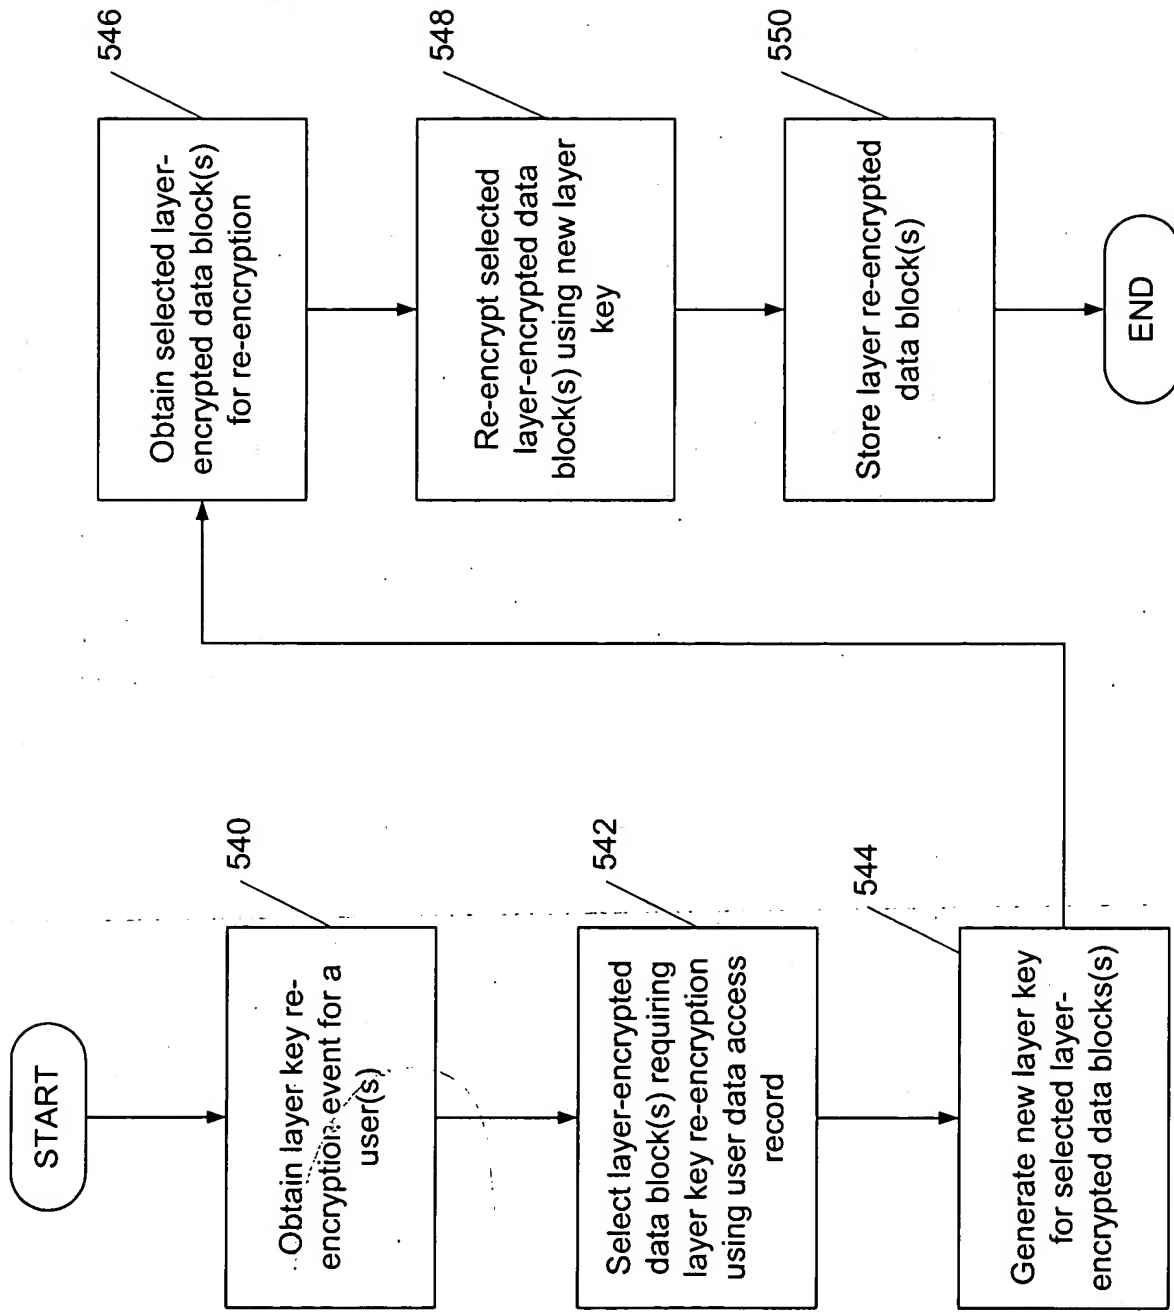 START
Obtain layer key re-
encryption event for a
user(s)
540
Select layer-encrypted
data block(s) requiring
layer key re-encryption
using user data access
record
542
Generate new layer key
for selected layer-
encrypted data blocks(s)
544
Obtain selected layer-
encrypted data block(s)
for re-encryption
546
Re-encrypt selected
layer-encrypted data
block(s) using new layer
key
548
Store layer re-encrypted
data block(s)
550
END